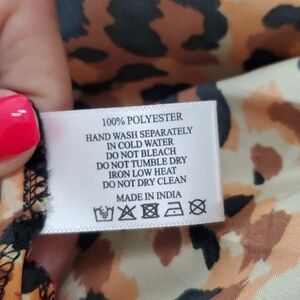 100% POLYESTER
HAND WASH SEPARATELY
IN COLD WATER
DO NOT BLEACH
DO NOT TUMBLE DRY
IRON LOW HEAT
DO NOT DRY CLEAN
MADE IN INDIA